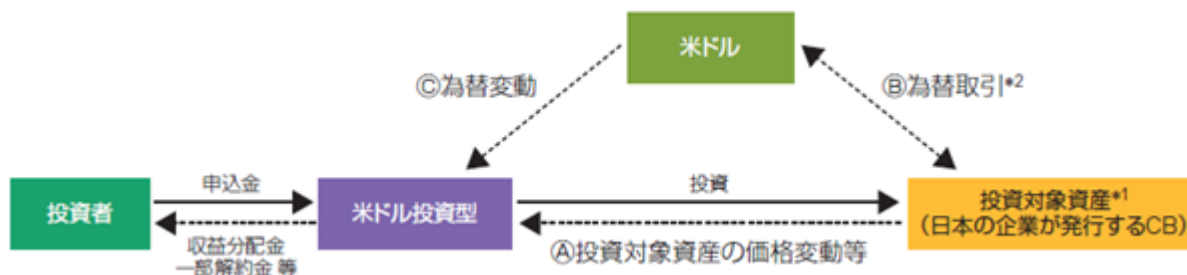 米ドル
Ⓒ為替変動
Ⓑ為替取引*2
投資者
申込金
収益分配金
一部解約金 等
米ドル投資型
投資
Ⓐ投資対象資産の価格変動等
投資対象資産*1
（日本の企業が発行するCB）